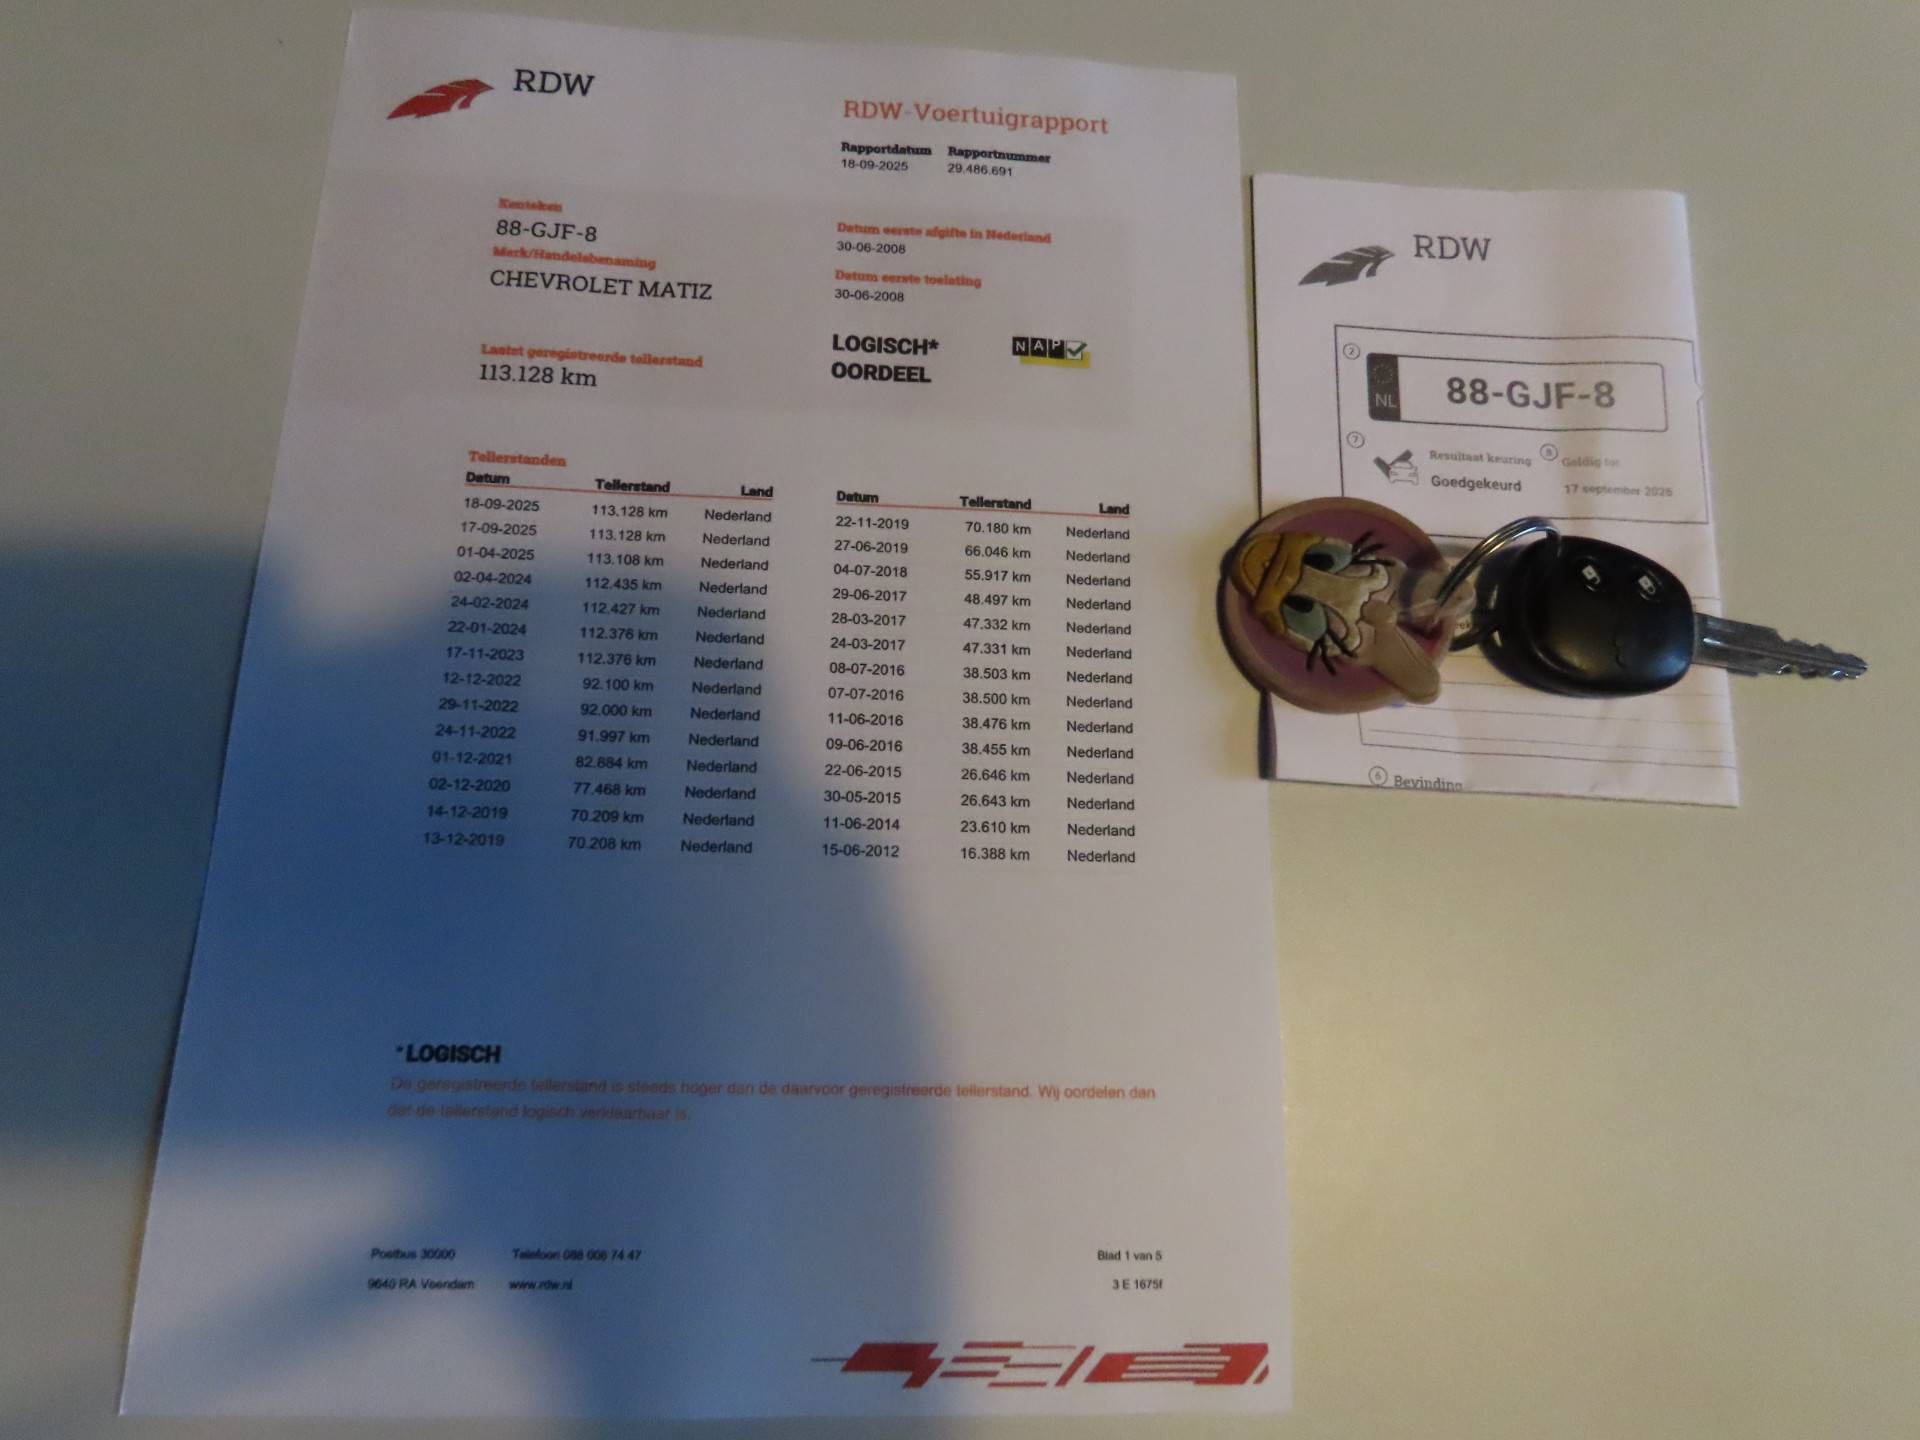 RDW
RDW-Voertuigrapport
Rapportdatum Rapportnummer
18-09-2025 29.486.691
Kenteken
88-GJF-8
Merk/Handelsbenaming
CHEVROLET MATIZ
Datum eerste afgifte in Nederland
30-06-2008
Datum eerste toelating
30-06-2008
Laatst geregistreerde tellerstand
113.128 km
LOGISCH*
OORDEEL
NAP
Tellerstanden
Datum Tellerstand Land
18-09-2025 113.128 km Nederland
17-09-2025 113.128 km Nederland
01-04-2025 113.108 km Nederland
02-04-2024 112.435 km Nederland
24-02-2024 112.427 km Nederland
22-01-2024 112.376 km Nederland
17-11-2023 112.376 km Nederland
12-12-2022 92.100 km Nederland
29-11-2022 92.000 km Nederland
24-11-2022 91.997 km Nederland
01-12-2021 82.884 km Nederland
02-12-2020 77.468 km Nederland
14-12-2019 70.209 km Nederland
13-12-2019 70.208 km Nederland
Datum Tellerstand Land
22-11-2019 70.180 km Nederland
27-06-2019 66.046 km Nederland
04-07-2018 55.917 km Nederland
29-06-2017 48.497 km Nederland
28-03-2017 47.332 km Nederland
24-03-2017 47.331 km Nederland
08-07-2016 38.503 km Nederland
07-07-2016 38.500 km Nederland
11-06-2016 38.476 km Nederland
09-06-2016 38.455 km Nederland
22-06-2015 26.646 km Nederland
30-05-2015 26.643 km Nederland
11-06-2014 23.610 km Nederland
15-06-2012 16.388 km Nederland
*LOGISCH
De geregistreerde tellerstand is steeds hoger dan de daarvoor geregistreerde tellerstand. Wij oordelen dan
dat de tellerstand logisch verklaarbaar is.
Postbus 30000 Telefoon 088 008 74 47
9640 RA Veendam www.rdw.nl
Blad 1 van 5
3 E 1675f
RDW
2
NL 88-GJF-8
7 Resultaat keuring 8 Geldig tot
Goedgekeurd 17 september 2026
6 Bevinding